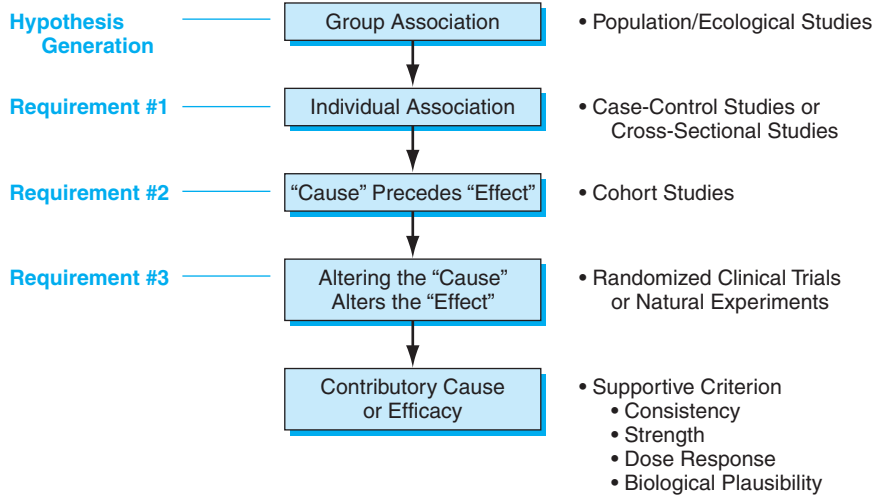 Hypothesis
Generation
Group Association
• Population/Ecological Studies
Requirement #1
Individual Association
• Case-Control Studies or
Cross-Sectional Studies
Requirement #2
“Cause” Precedes “Effect”
• Cohort Studies
Requirement #3
Altering the “Cause”
Alters the “Effect”
• Randomized Clinical Trials
or Natural Experiments
Contributory Cause
or Efficacy
• Supportive Criterion
• Consistency
• Strength
• Dose Response
• Biological Plausibility